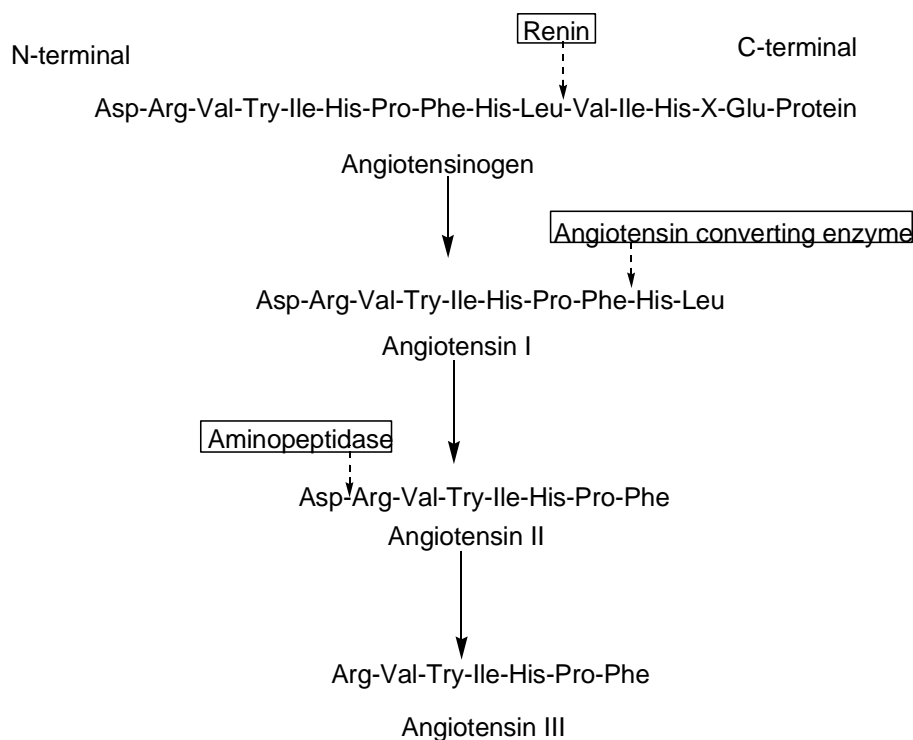 Renin
N-terminal
C-terminal
Asp-Arg-Val-Try-Ile-His-Pro-Phe-His-Leu-Val-Ile-His-X-Glu-Protein
Angiotensinogen
Angiotensin converting enzyme
Asp-Arg-Val-Try-Ile-His-Pro-Phe-His-Leu
Angiotensin I
Aminopeptidase
Asp-Arg-Val-Try-Ile-His-Pro-Phe
Angiotensin II
Arg-Val-Try-Ile-His-Pro-Phe
Angiotensin III